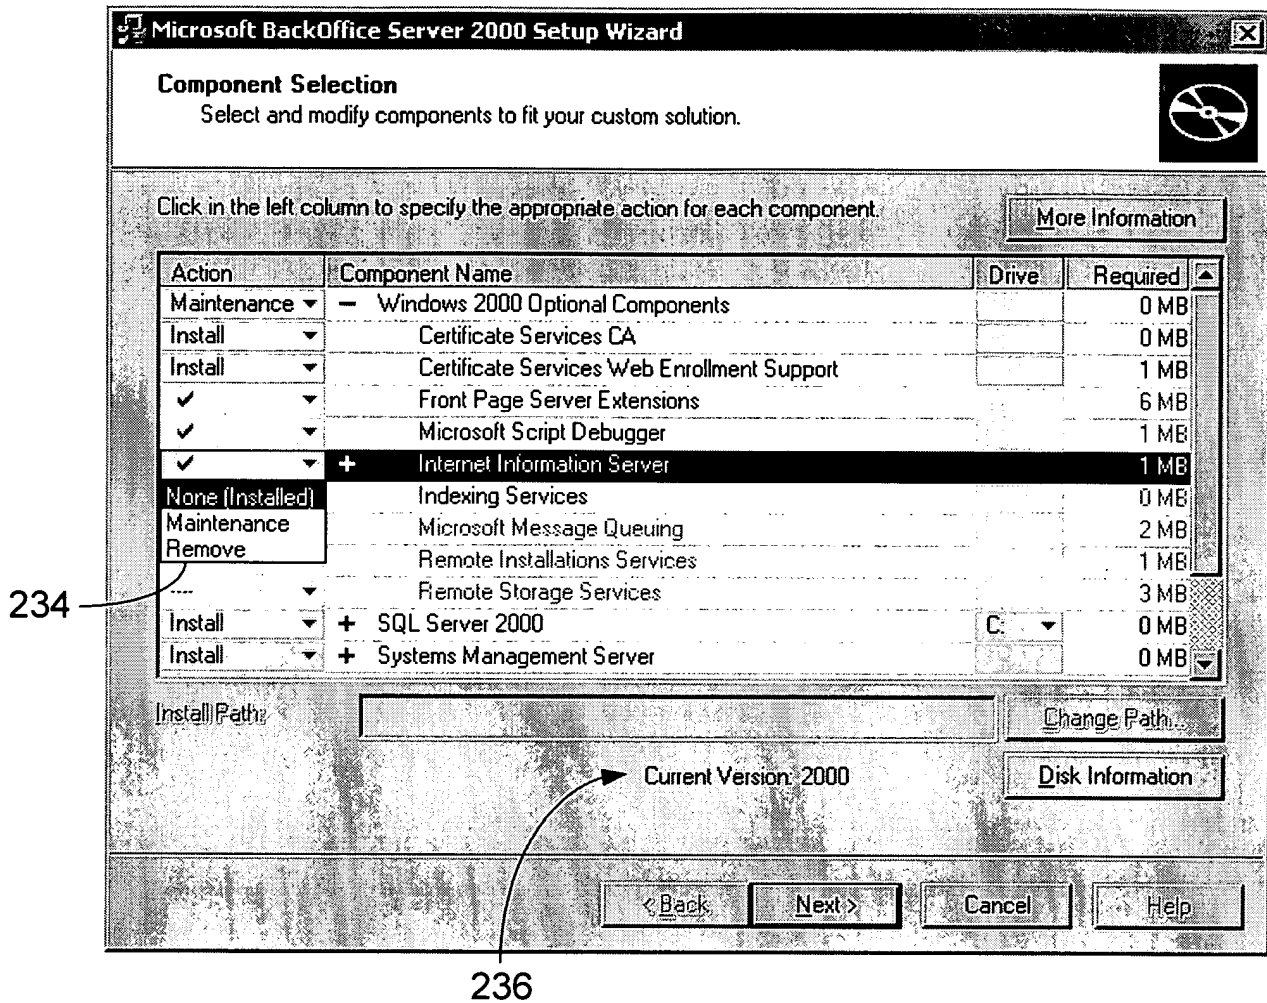 Microsoft BackOffice Server 2000 Setup Wizard
Component Selection
Select and modify components to fit your custom solution.
Click in the left column to specify the appropriate action for each component.
More Information
Action Component Name Drive Required
Maintenance Windows 2000 Optional Components 0 MB
Install Certificate Services CA 0 MB
Install Certificate Services Web Enrollment Support 1 MB
Front Page Server Extensions 6 MB
Microsoft Script Debugger 1 MB
Internet Information Server 1 MB
None (Installed) Indexing Services 0 MB
Maintenance Microsoft Message Queuing 2 MB
Remove Remote Installations Services 1 MB
234
---- Remote Storage Services 3 MB
Install SQL Server 2000 C: 0 MB
Install Systems Management Server 0 MB
Install Path: Change Path...
Current Version: 2000 Disk Information
< Back Next > Cancel Help
236